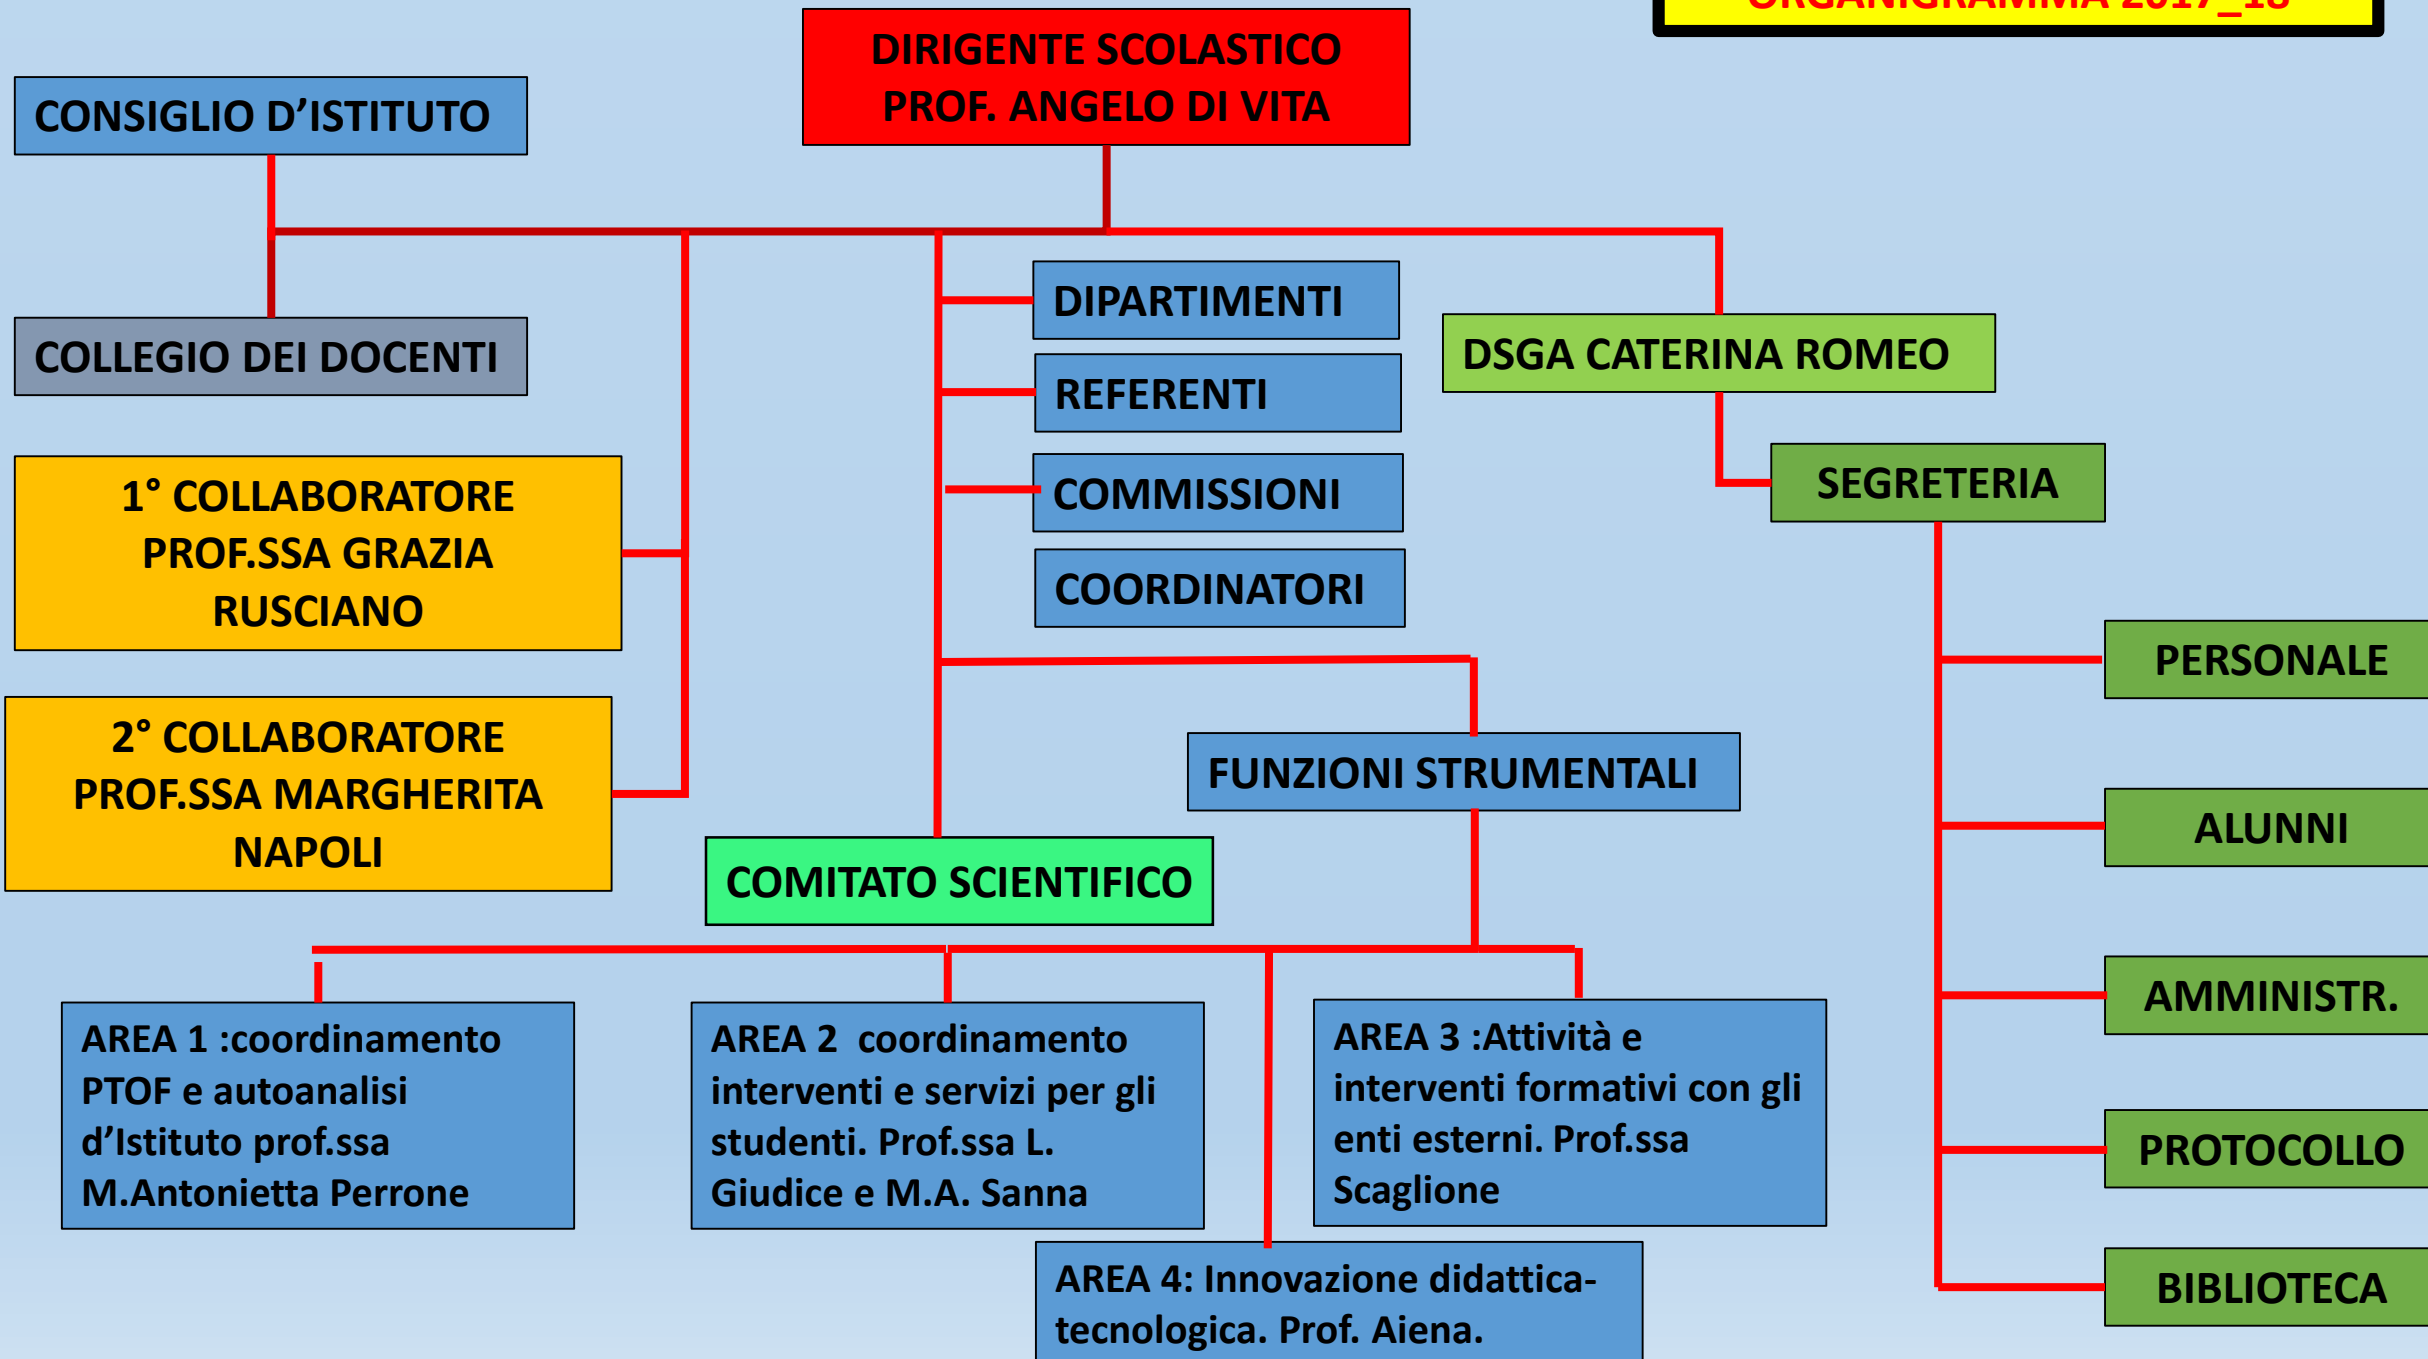 ORGANIGRAMMA 2017_18
DIRIGENTE SCOLASTICO
PROF. ANGELO DI VITA
CONSIGLIO D’ISTITUTO
COLLEGIO DEI DOCENTI
DIPARTIMENTI
REFERENTI
COMMISSIONI
COORDINATORI
DSGA CATERINA ROMEO
SEGRETERIA
1° COLLABORATORE
PROF.SSA GRAZIA
RUSCIANO
2° COLLABORATORE
PROF.SSA MARGHERITA
NAPOLI
FUNZIONI STRUMENTALI
COMITATO SCIENTIFICO
PERSONALE
ALUNNI
AMMINISTR.
PROTOCOLLO
BIBLIOTECA
AREA 1 :coordinamento
PTOF e autoanalisi
d’Istituto prof.ssa
M.Antonietta Perrone
AREA 2  coordinamento
interventi e servizi per gli
studenti. Prof.ssa L.
Giudice e M.A. Sanna
AREA 3 :Attività e
interventi formativi con gli
enti esterni. Prof.ssa
Scaglione
AREA 4: Innovazione didattica-
tecnologica. Prof. Aiena.